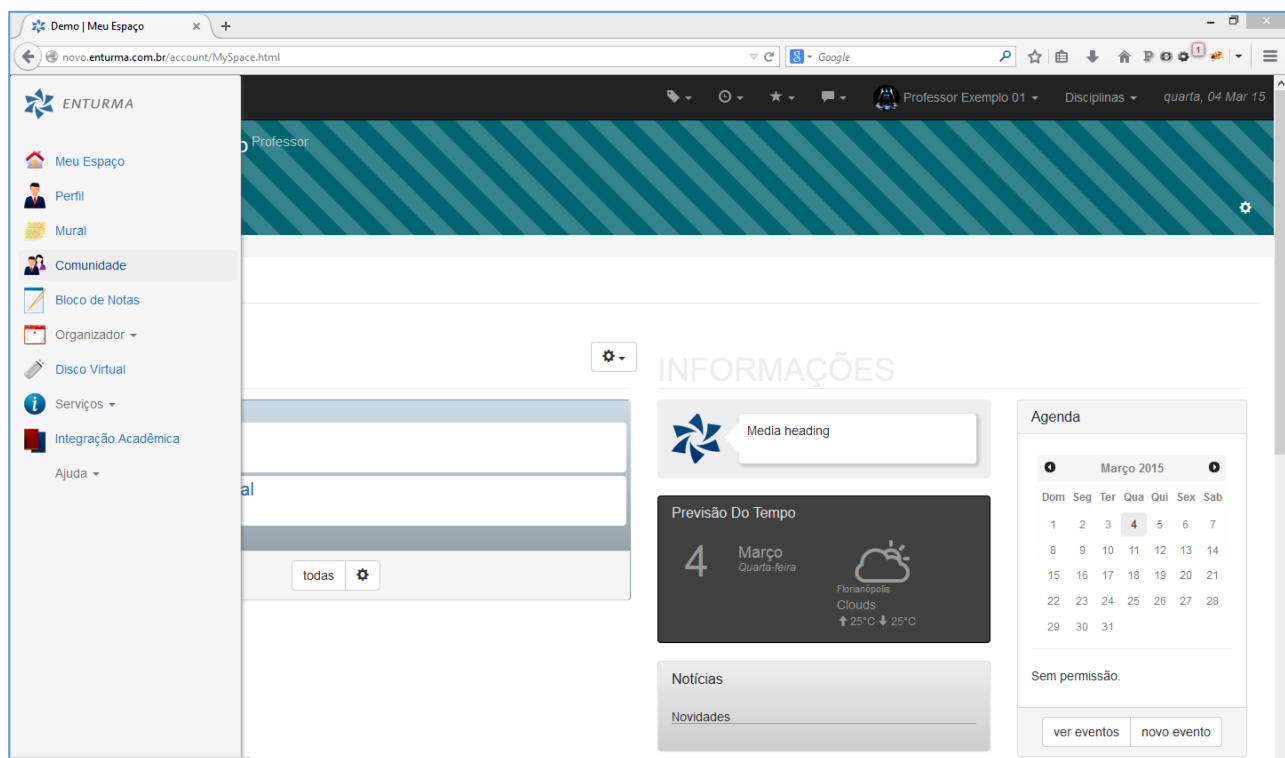 Demo | Meu Espaço
novo.enturma.com.br/account/MySpace.html
Google
1
ENTURMA
Professor Exemplo 01
Disciplinas
quarta, 04 Mar 15
Professor
Meu Espaço
Perfil
Mural
Comunidade
Bloco de Notas
Organizador
Disco Virtual
Serviços
Integração Acadêmica
Ajuda
al
todas
INFORMAÇÕES
Media heading
Previsão Do Tempo
4
Março
Quarta-feira
Florianópolis
Clouds
25°C 25°C
Notícias
Novidades
Agenda
Março 2015
Dom Seg Ter Qua Qui Sex Sab
1 2 3 4 5 6 7
8 9 10 11 12 13 14
15 16 17 18 19 20 21
22 23 24 25 26 27 28
29 30 31
Sem permissão.
ver eventos novo evento